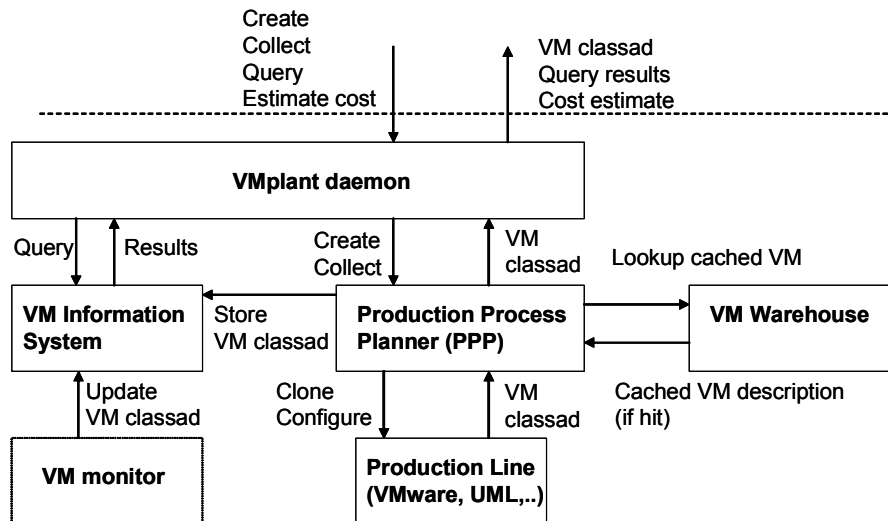 Create
Collect
Query
Estimate cost
VM classad
Query results
Cost estimate
VMplant daemon
Query
Results
Create
Collect
VM
classad
Lookup cached VM
VM Information
System
Store
VM classad
Production Process
Planner (PPP)
VM Warehouse
Update
VM classad
Clone
Configure
VM
classad
Cached VM description
(if hit)
VM monitor
Production Line
(VMware, UML,..)